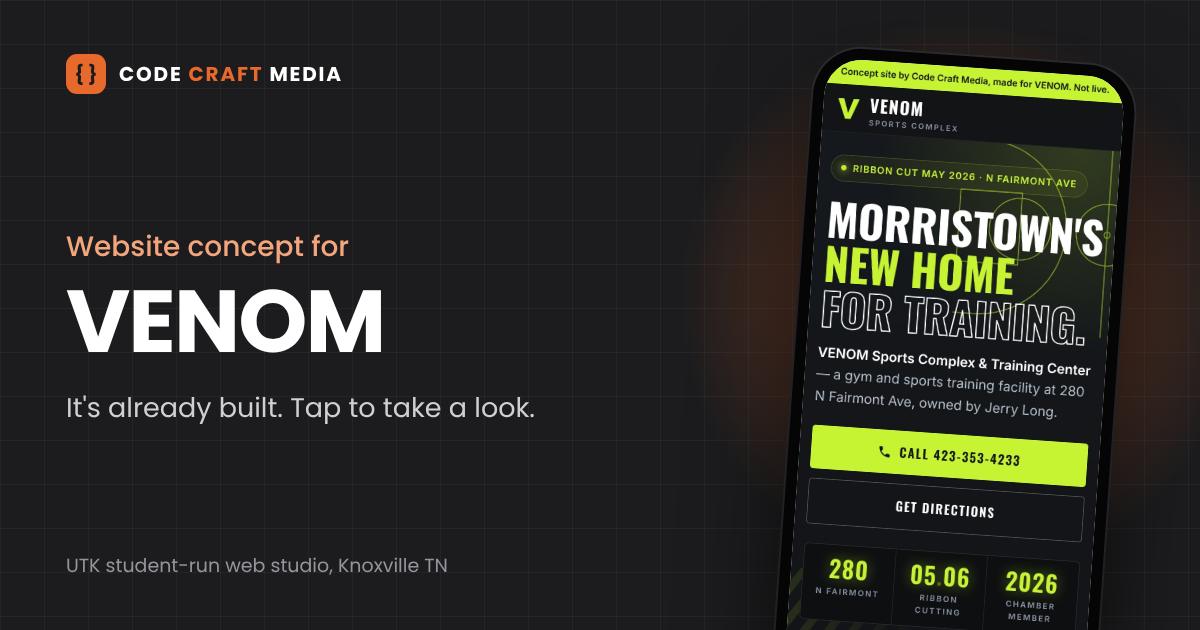 { } CODE CRAFT MEDIA
Website concept for
VENOM
It's already built. Tap to take a look.
UTK student-run web studio, Knoxville TN
Concept site by Code Craft Media, made for VENOM. Not live.
V VENOM
SPORTS COMPLEX
RIBBON CUT MAY 2026 · N FAIRMONT AVE
MORRISTOWN'S
NEW HOME
FOR TRAINING.
VENOM Sports Complex & Training Center
— a gym and sports training facility at 280
N Fairmont Ave, owned by Jerry Long.
CALL 423-353-4233
GET DIRECTIONS
280
N FAIRMONT
05.06
RIBBON
CUTTING
2026
CHAMBER
MEMBER